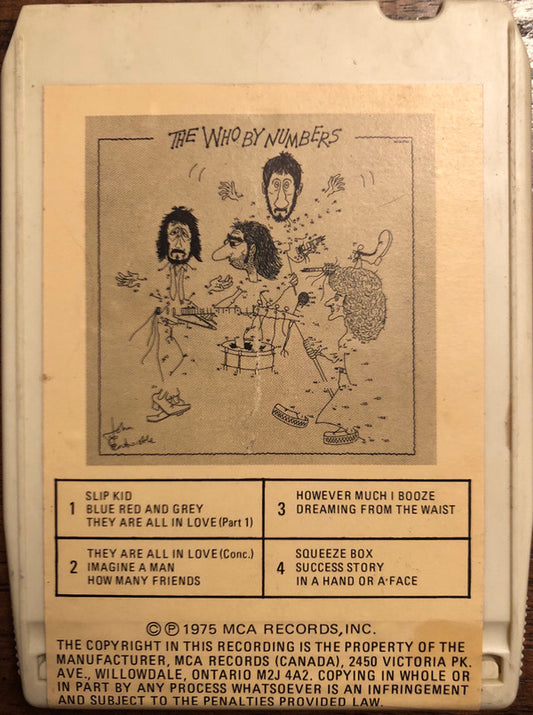 THE WHO BY NUMBERS
John
Entwistle
1
SLIP KID
BLUE RED AND GREY
THEY ARE ALL IN LOVE (Part 1)
2
THEY ARE ALL IN LOVE (Conc.)
IMAGINE A MAN
HOW MANY FRIENDS
3
HOWEVER MUCH I BOOZE
DREAMING FROM THE WAIST
4
SQUEEZE BOX
SUCCESS STORY
IN A HAND OR A FACE
© ℗ 1975 MCA RECORDS, INC.
THE COPYRIGHT IN THIS RECORDING IS THE PROPERTY OF THE
MANUFACTURER, MCA RECORDS (CANADA), 2450 VICTORIA PK.
AVE., WILLOWDALE, ONTARIO M2J 4A2. COPYING IN WHOLE OR
IN PART BY ANY PROCESS WHATSOEVER IS AN INFRINGEMENT
AND SUBJECT TO THE PENALTIES PROVIDED LAW.